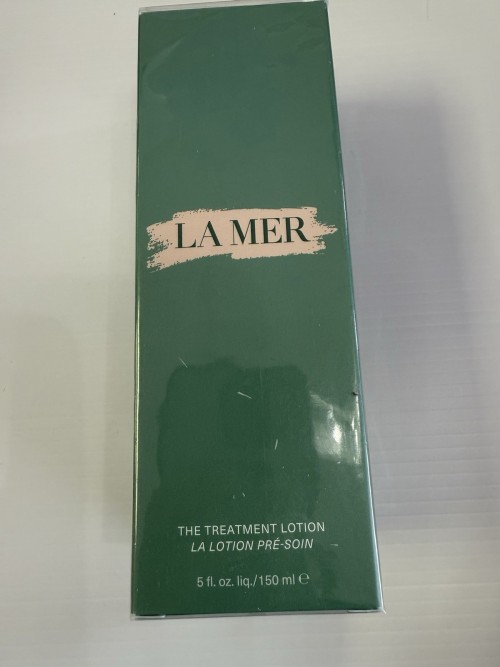 LA MER
THE TREATMENT LOTION
LA LOTION PRÉ-SOIN
5 fl. oz. liq./150 ml ℮